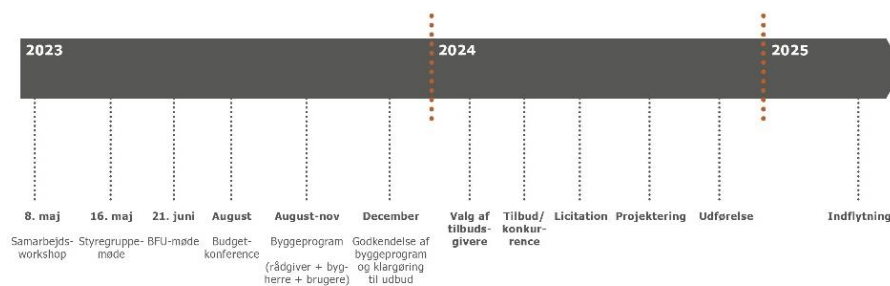 2023
2024
2025
8. maj
Samarbejds-
workshop
16. maj
Styregruppe-
møde
21. juni
BFU-møde
August
Budget-
konference
August-nov
Byggeprogram
(rådgiver + byg-
herre + brugere)
December
Godkendelse af
byggeprogram
og klargøring
til udbud
Valg af
tilbuds-
givere
Tilbud/
konkur-
rence
Licitation
Projektering
Udførelse
Indflytning